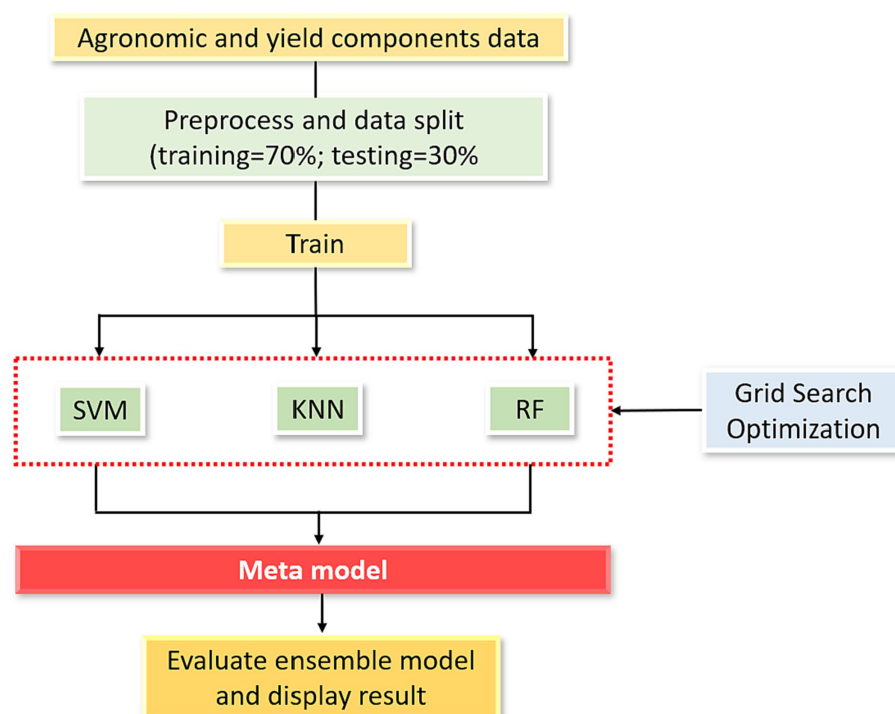 Agronomic and yield components data
Preprocess and data split
(training=70%; testing=30%
Train
SVM
KNN
RF
Grid Search
Optimization
Meta model
Evaluate ensemble model
and display result